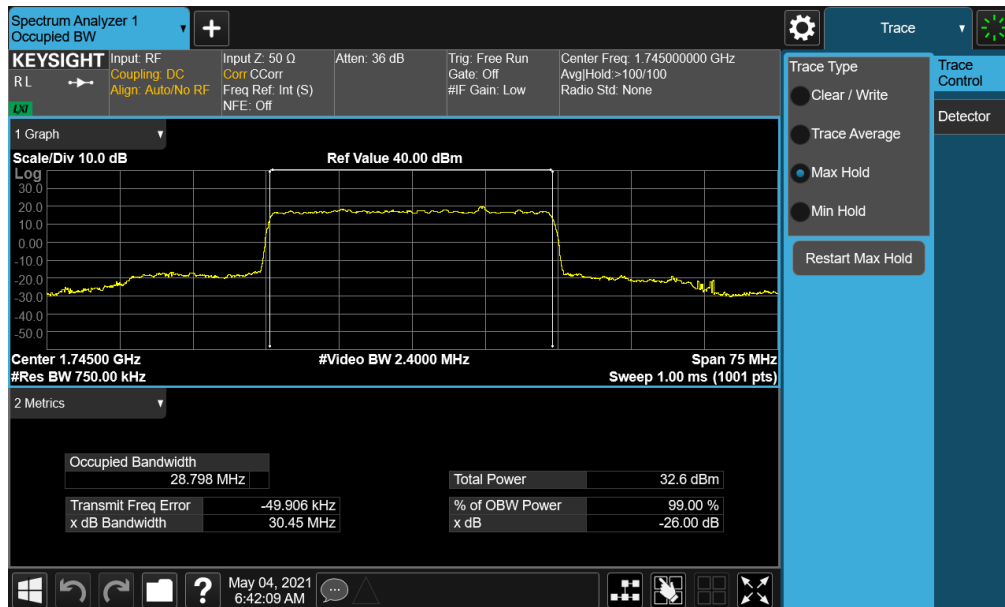 Spectrum Analyzer 1
Occupied BW
Trace
KEYSIGHT
RL
LXI
Input: RF
Coupling: DC
Align: Auto/No RF
Input Z: 50 Ω
Corr CCorr
Freq Ref: Int (S)
NFE: Off
Atten: 36 dB
Trig: Free Run
Gate: Off
#IF Gain: Low
Center Freq: 1.745000000 GHz
Avg|Hold:>100/100
Radio Std: None
Trace Type
Clear / Write
Trace Average
Max Hold
Min Hold
Restart Max Hold
Trace
Control
Detector
1 Graph
Scale/Div 10.0 dB
Ref Value 40.00 dBm
Log
30.0
20.0
10.0
0.00
-10.0
-20.0
-30.0
-40.0
-50.0
Center 1.74500 GHz
#Video BW 2.4000 MHz
Span 75 MHz
#Res BW 750.00 kHz
Sweep 1.00 ms (1001 pts)
2 Metrics
Occupied Bandwidth
28.798 MHz
Total Power 32.6 dBm
Transmit Freq Error -49.906 kHz
% of OBW Power 99.00 %
x dB Bandwidth 30.45 MHz
x dB -26.00 dB
?
May 04, 2021
6:42:09 AM